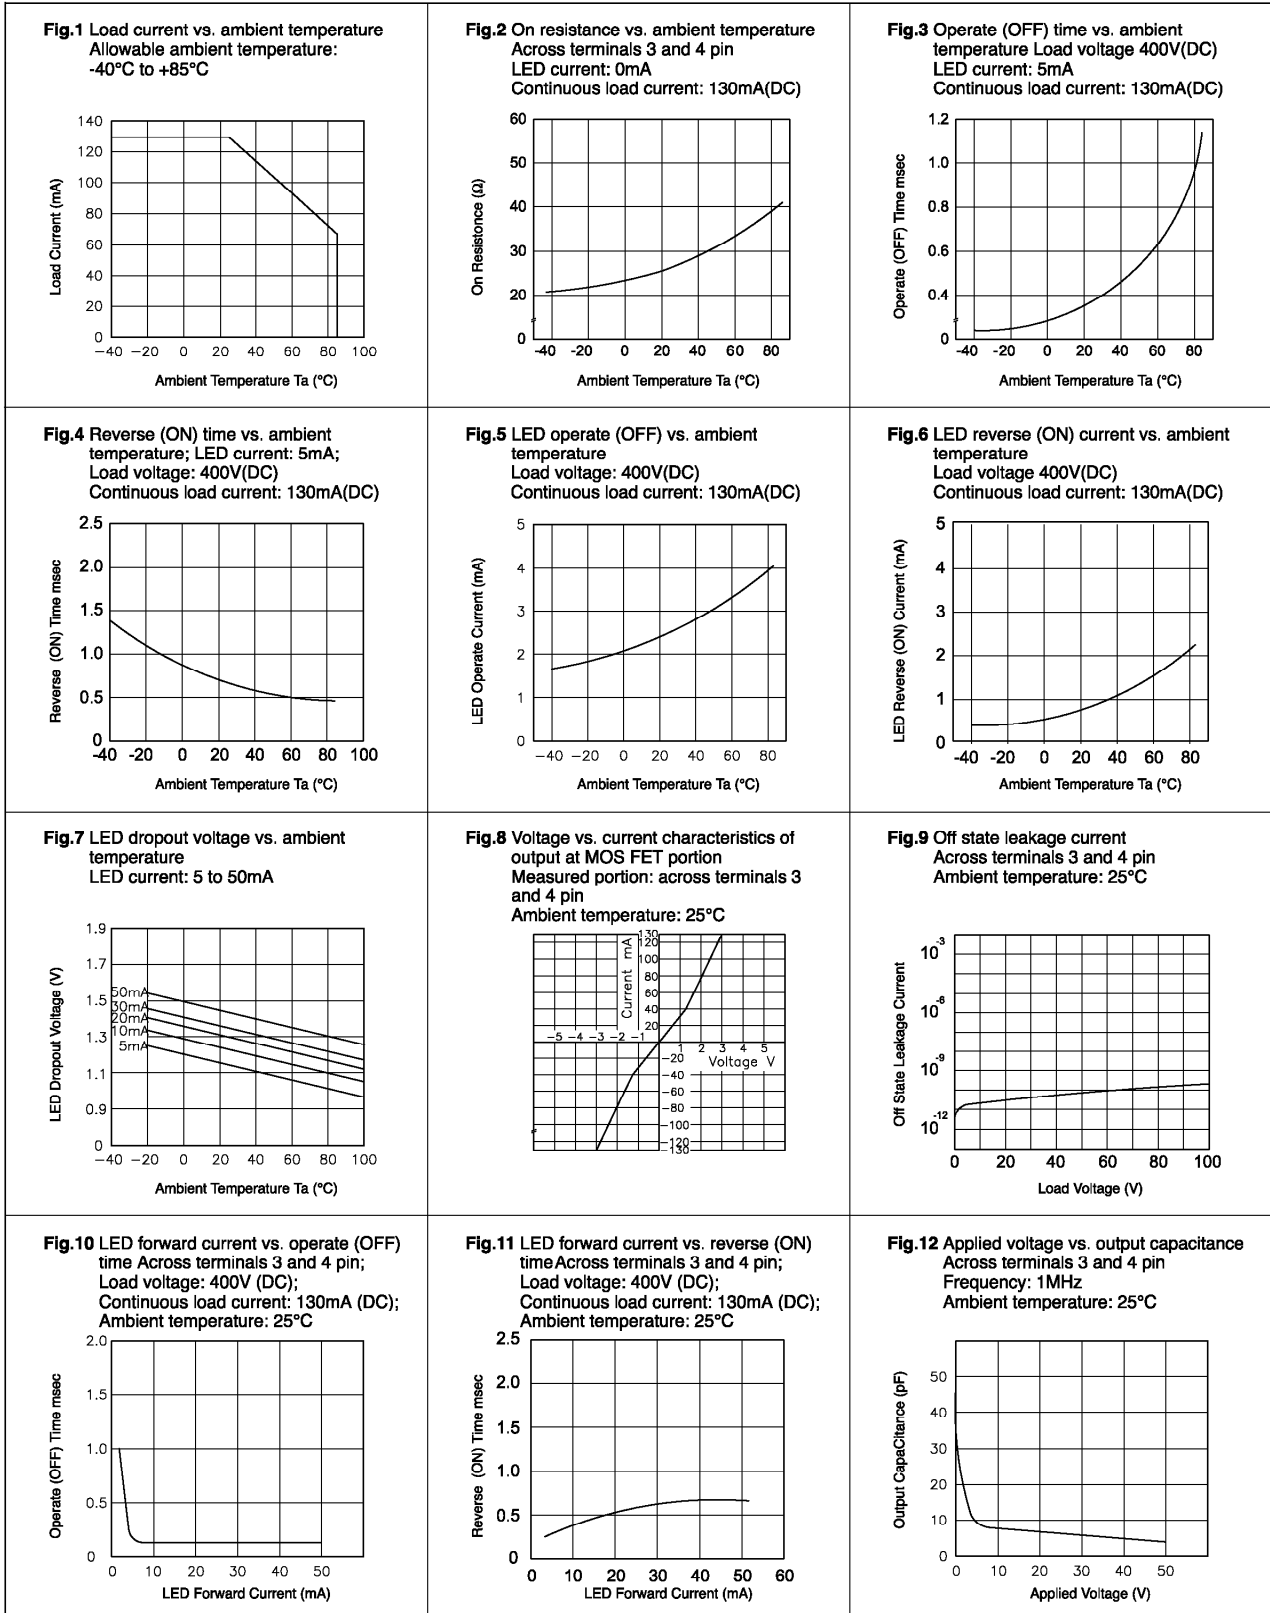 Fig.1 Load current vs. ambient temperature
Allowable ambient temperature:
-40°C to +85°C
140
120
100
80
60
40
20
0
Load Current (mA)
−40 −20 0 20 40 60 80 100
Ambient Temperature Ta (°C)
Fig.2 On resistance vs. ambient temperature
Across terminals 3 and 4 pin
LED current: 0mA
Continuous load current: 130mA(DC)
60
50
40
30
20
0
On Resistonce (Ω)
-40 -20 0 20 40 60 80
Ambient Temperature Ta (°C)
Fig.3 Operate (OFF) time vs. ambient
temperature Load voltage 400V(DC)
LED current: 5mA
Continuous load current: 130mA(DC)
1.2
1.0
0.8
0.6
0.4
0
Operate (OFF) Time msec
-40 -20 0 20 40 60 80
Ambient Temperature Ta (°C)
Fig.4 Reverse (ON) time vs. ambient
temperature; LED current: 5mA;
Load voltage: 400V(DC)
Continuous load current: 130mA(DC)
2.5
2.0
1.5
1.0
0.5
0
Reverse (ON) Time msec
-40 -20 0 20 40 60 80 100
Ambient Temperature Ta (°C)
Fig.5 LED operate (OFF) vs. ambient
temperature
Load voltage: 400V(DC)
Continuous load current: 130mA(DC)
5
4
3
2
1
0
LED Operate Current (mA)
−40 −20 0 20 40 60 80
Ambient Temperature Ta (°C)
Fig.6 LED reverse (ON) current vs. ambient
temperature
Load voltage 400V(DC)
Continuous load current: 130mA(DC)
5
4
3
2
1
0
LED Reverse (ON) Current (mA)
-40 -20 0 20 40 60 80
Ambient Temperature Ta (°C)
Fig.7 LED dropout voltage vs. ambient
temperature
LED current: 5 to 50mA
1.9
1.7
1.5
1.3
1.1
0.9
0
LED Dropout Voltage (V)
50mA
30mA
20mA
10mA
5mA
−40 −20 0 20 40 60 80 100
Ambient Temperature Ta (°C)
Fig.8 Voltage vs. current characteristics of
output at MOS FET portion
Measured portion: across terminals 3
and 4 pin
Ambient temperature: 25°C
130
120
100
80
60
40
20
Current mA
−5 −4 −3 −2 −1
1 2 3 4 5
Voltage V
−20
−40
−60
−80
−100
−120
−130
Fig.9 Off state leakage current
Across terminals 3 and 4 pin
Ambient temperature: 25°C
10-3
10-6
10-9
10-12
Off State Leakage Current
0 20 40 60 80 100
Load Voltage (V)
Fig.10 LED forward current vs. operate (OFF)
time Across terminals 3 and 4 pin;
Load voltage: 400V (DC);
Continuous load current: 130mA (DC);
Ambient temperature: 25°C
2.0
1.5
1.0
0.5
0
Operate (OFF) Time msec
0 10 20 30 40 50
LED Forward Current (mA)
Fig.11 LED forward current vs. reverse (ON)
timeAcross terminals 3 and 4 pin;
Load voltage: 400V (DC);
Continuous load current: 130mA (DC);
Ambient temperature: 25°C
2.5
2.0
1.5
1.0
0.5
0
Reverse (ON) Time msec
0 10 20 30 40 50 60
LED Forward Current (mA)
Fig.12 Applied voltage vs. output capacitance
Across terminals 3 and 4 pin
Frequency: 1MHz
Ambient temperature: 25°C
50
40
30
20
10
0
Output CapaCitance (pF)
0 10 20 30 40 50
Applied Voltage (V)